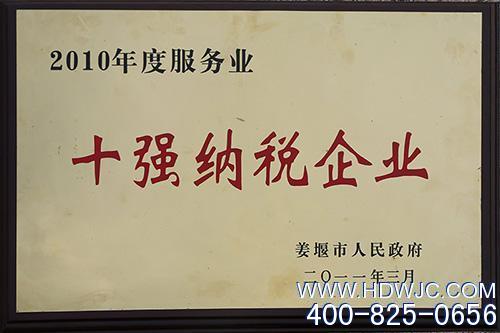 2010年度服务业
十强纳税企业
姜堰市人民政府
二〇一一年三月
WWW.HDWJC.COM
400-825-0656